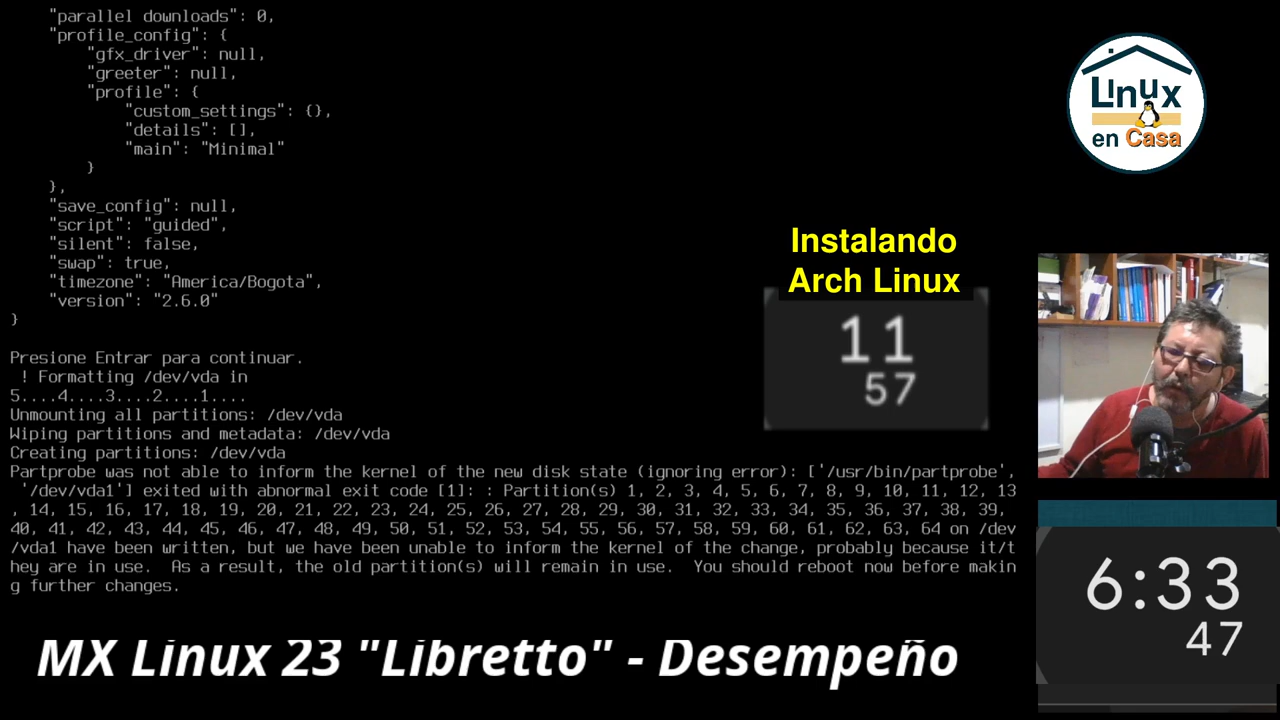 "parallel downloads": 0,
"profile_config": {
"gfx_driver": null,
"greeter": null,
"profile": {
"custom_settings": {},
"details": [],
"main": "Minimal"
}
},
"save_config": null,
"script": "guided",
"silent": false,
"swap": true,
"timezone": "America/Bogota",
"version": "2.6.0"
}
Presione Entrar para continuar.
! Formatting /dev/vda in
5....4....3....2....1....
Unmounting all partitions: /dev/vda
Wiping partitions and metadata: /dev/vda
Creating partitions: /dev/vda
Partprobe was not able to inform the kernel of the new disk state (ignoring error): ['/usr/bin/partprobe',
'/dev/vda1'] exited with abnormal exit code [1]: : Partition(s) 1, 2, 3, 4, 5, 6, 7, 8, 9, 10, 11, 12, 13
, 14, 15, 16, 17, 18, 19, 20, 21, 22, 23, 24, 25, 26, 27, 28, 29, 30, 31, 32, 33, 34, 35, 36, 37, 38, 39,
40, 41, 42, 43, 44, 45, 46, 47, 48, 49, 50, 51, 52, 53, 54, 55, 56, 57, 58, 59, 60, 61, 62, 63, 64 on /dev
/vda1 have been written, but we have been unable to inform the kernel of the change, probably because it/t
hey are in use.  As a result, the old partition(s) will remain in use.  You should reboot now before makin
g further changes.
Instalando
Arch Linux
11
57
Linux
en Casa
6:33
47
MX Linux 23 "Libretto" - Desempeño